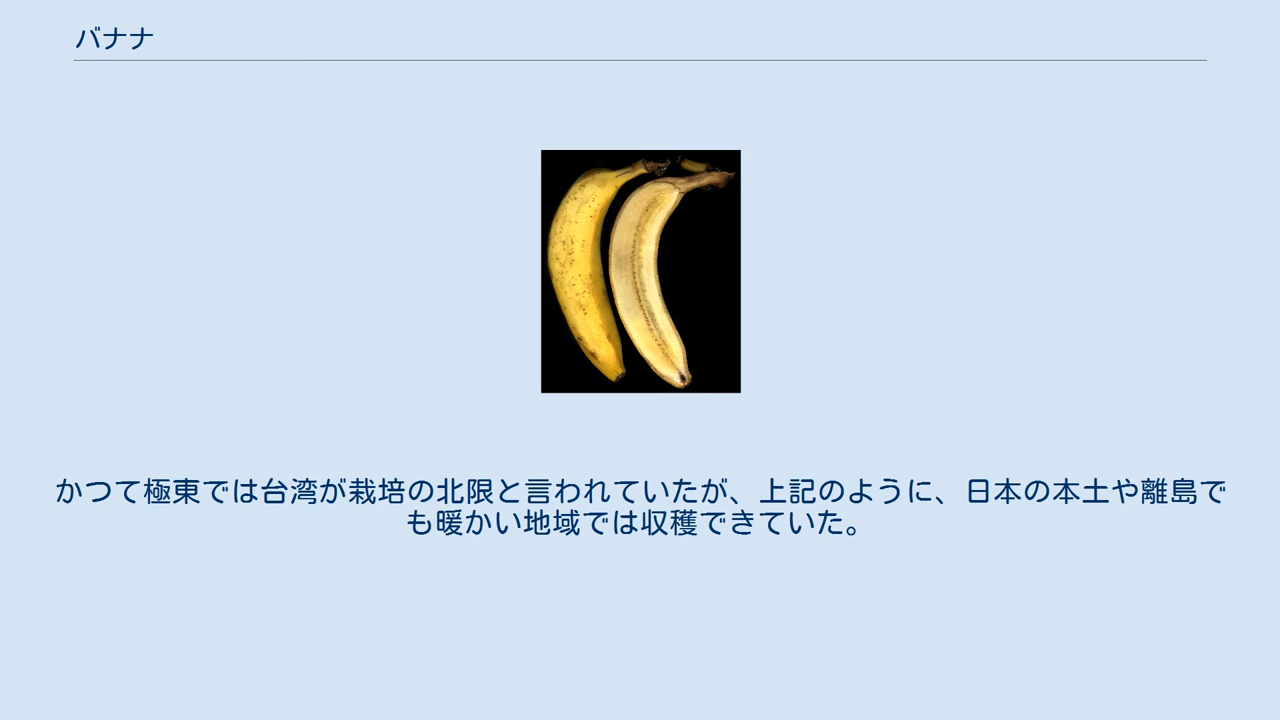 バナナ
かつて極東では台湾が栽培の北限と言われていたが、上記のように、日本の本土や離島で
も暖かい地域では収穫できていた。